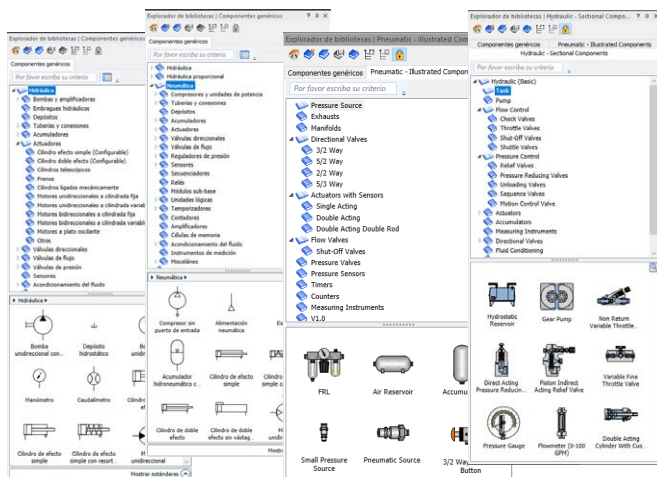 Explorador de bibliotecas | Componentes genéricos
Componentes genéricos
Por favor escriba su criterio
Hidráulica
Bombas y amplificadores
Embragues hidráulicos
Depósitos
Tuberías y conexiones
Acumuladores
Actuadores
Cilindro efecto simple (Configurable)
Cilindro doble efecto (Configurable)
Cilindros telescópicos
Frenos
Cilindros ligados mecánicamente
Motores unidireccionales a cilindrada fija
Motores unidireccionales a cilindrada variab
Motores bidireccionales a cilindrada fija
Motores bidireccionales a cilindrada variabl
Motores a plato oscilante
Otros
Válvulas direccionales
Válvulas de flujo
Válvulas de presión
Sensores
Acondicionamiento del fluido
Hidráulica
Bomba
unidireccional con...
Depósito
hidrostático
Manómetro
Caudalímetro
Cilindro de efecto
simple
Cilindro de efecto
simple con resort...
unidireccional
Mostrar estándares
Explorador de bibliotecas | Componentes genéricos
Componentes genéricos
Por favor escriba su criterio
Hidráulica
Hidráulica proporcional
Neumática
Compresores y unidades de potencia
Tuberías y conexiones
Depósitos
Acumuladores
Actuadores
Válvulas direccionales
Válvulas de flujo
Reguladores de presión
Sensores
Secuenciadores
Relés
Módulos sub-base
Unidades lógicas
Temporizadores
Contadores
Amplificadores
Células de memoria
Acondicionamiento del fluido
Instrumentos de medición
Misceláneo
Neumática
Compresor sin
puerto de entrada
Alimentación
neumática
Acumulador
hidroneumático c...
Cilindro de efecto
simple
Cilindro de doble
efecto
Cilindro de doble
efecto sin vástag...
Explorador de bibliotecas | Pneumatic - Illustrated Compon
Componentes genéricos
Pneumatic - Illustrated Compon
Por favor escriba su criterio
Pressure Source
Exhausts
Manifolds
Directional Valves
3/2 Way
5/2 Way
2/2 Way
5/3 Way
Actuators with Sensors
Single Acting
Double Acting
Double Acting Double Rod
Flow Valves
Shut-Off Valves
Pressure Valves
Pressure Sensors
Timers
Counters
Measuring Instruments
V1.0
FRL
Air Reservoir
Accumu
Small Pressure
Source
Pneumatic Source
3/2 Way
Button
Explorador de bibliotecas | Hydraulic - Sectional Compo...
Componentes genéricos
Pneumatic - Illustrated Components
Hydraulic - Sectional Components
Por favor escriba su criterio
Hydraulic (Basic)
Tank
Pump
Flow Control
Check Valves
Throttle Valves
Shut-Off Valves
Shuttle Valves
Pressure Control
Relief Valves
Pressure Reducing Valves
Unloading Valves
Sequence Valves
Motion Control Valve
Actuators
Accumulators
Measuring Instruments
Directional Valves
Fluid Conditioning
Hydrostatic
Reservoir
Gear Pump
Non Return
Variable Throttle...
Direct Acting
Pressure Reducin...
Piston Indirect
Acting Relief Valve
Variable Fine
Throttle Valve
Pressure Gauge
Flowmeter (0-100
GPM)
Double Acting
Cylinder With Cus...